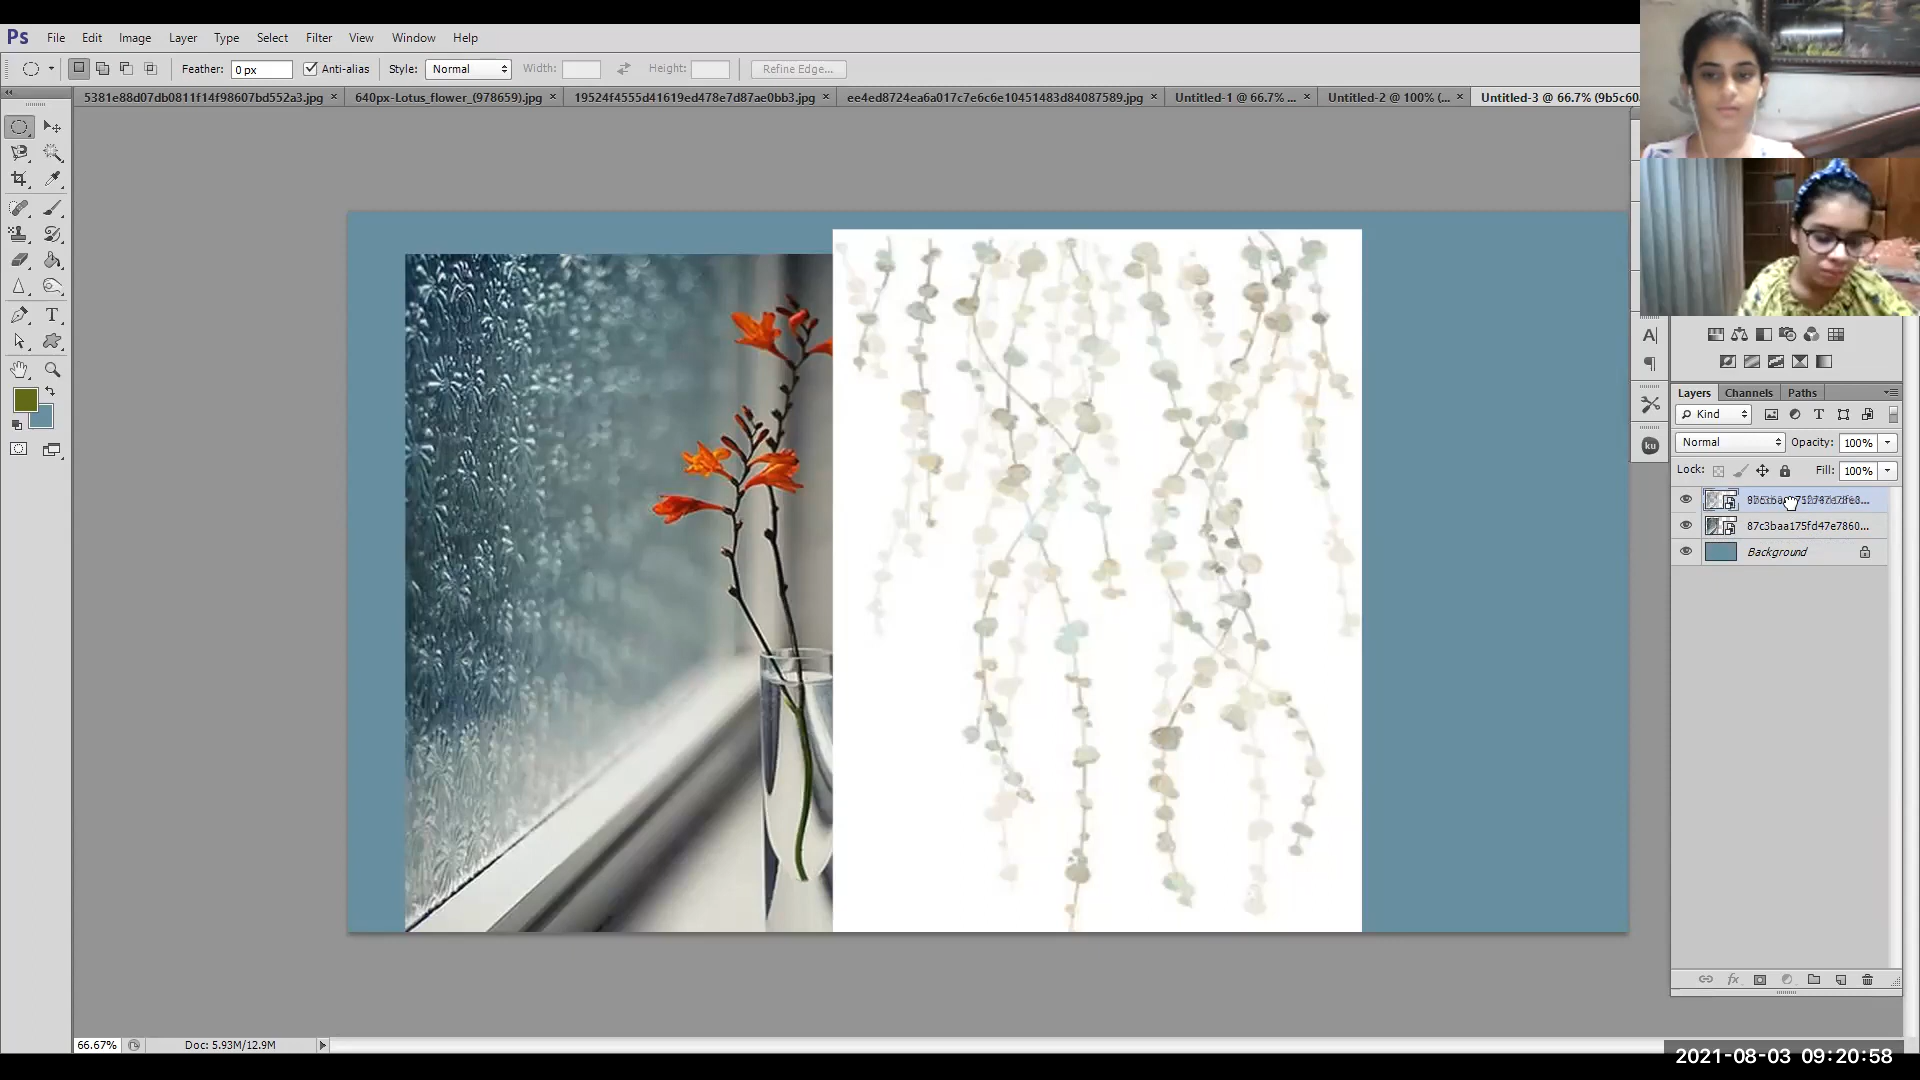 Ps File Edit Image Layer Type Select Filter View Window Help
Feather: 0 px Anti-alias Style: Normal Width: Height: Refine Edge...
5381e88d07db0811f14f98607bd552a3.jpg × 640px-Lotus_flower_(978659).jpg × 19524f4555d41619ed478e7d87ae0bb3.jpg × ee4ed8724ea6a017c7e6c6e10451483d84087589.jpg × Untitled-1 @ 66.7% ... × Untitled-2 @ 100% (... × Untitled-3 @ 66.7% (9b5c60
Layers Channels Paths
Kind
Normal Opacity: 100%
Lock: Fill: 100%
87c3baa175fd47e7860...
Background
ku
66.67% Doc: 5.93M/12.9M
2021-08-03 09:20:58